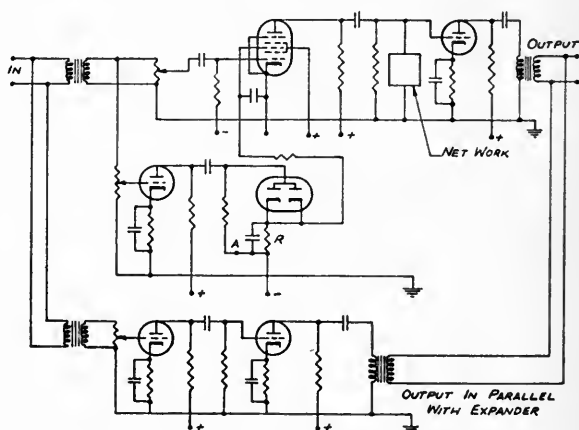 IN
OUTPUT
-
+
+
+
NET WORK
A
R
+
-
+
+
OUTPUT IN PARALLEL
WITH EXPANDER